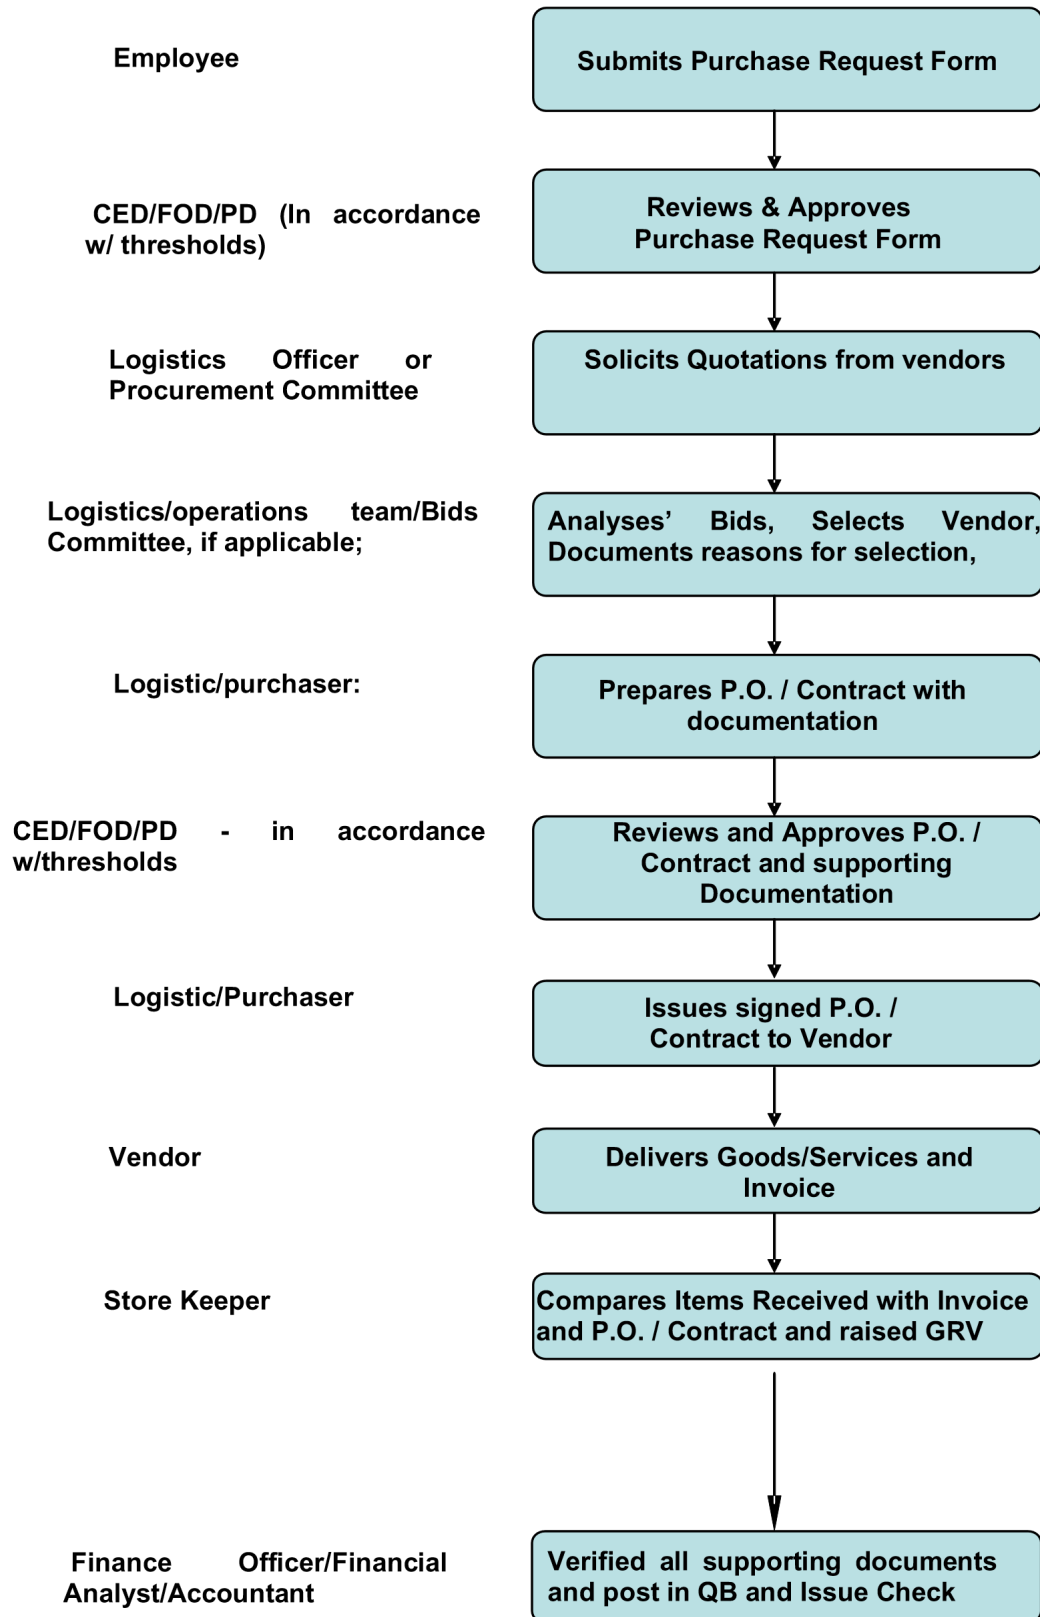 Employee
Submits Purchase Request Form
CED/FOD/PD (In accordance
w/ thresholds)
Reviews & Approves
Purchase Request Form
Logistics Officer or
Procurement Committee
Solicits Quotations from vendors
Logistics/operations team/Bids
Committee, if applicable;
Analyses’ Bids, Selects Vendor,
Documents reasons for selection,
Logistic/purchaser:
Prepares P.O. / Contract with
documentation
CED/FOD/PD - in accordance
w/thresholds
Reviews and Approves P.O. /
Contract and supporting
Documentation
Logistic/Purchaser
Issues signed P.O. /
Contract to Vendor
Vendor
Delivers Goods/Services and
Invoice
Store Keeper
Compares Items Received with Invoice
and P.O. / Contract and raised GRV
Finance Officer/Financial
Analyst/Accountant
Verified all supporting documents
and post in QB and Issue Check